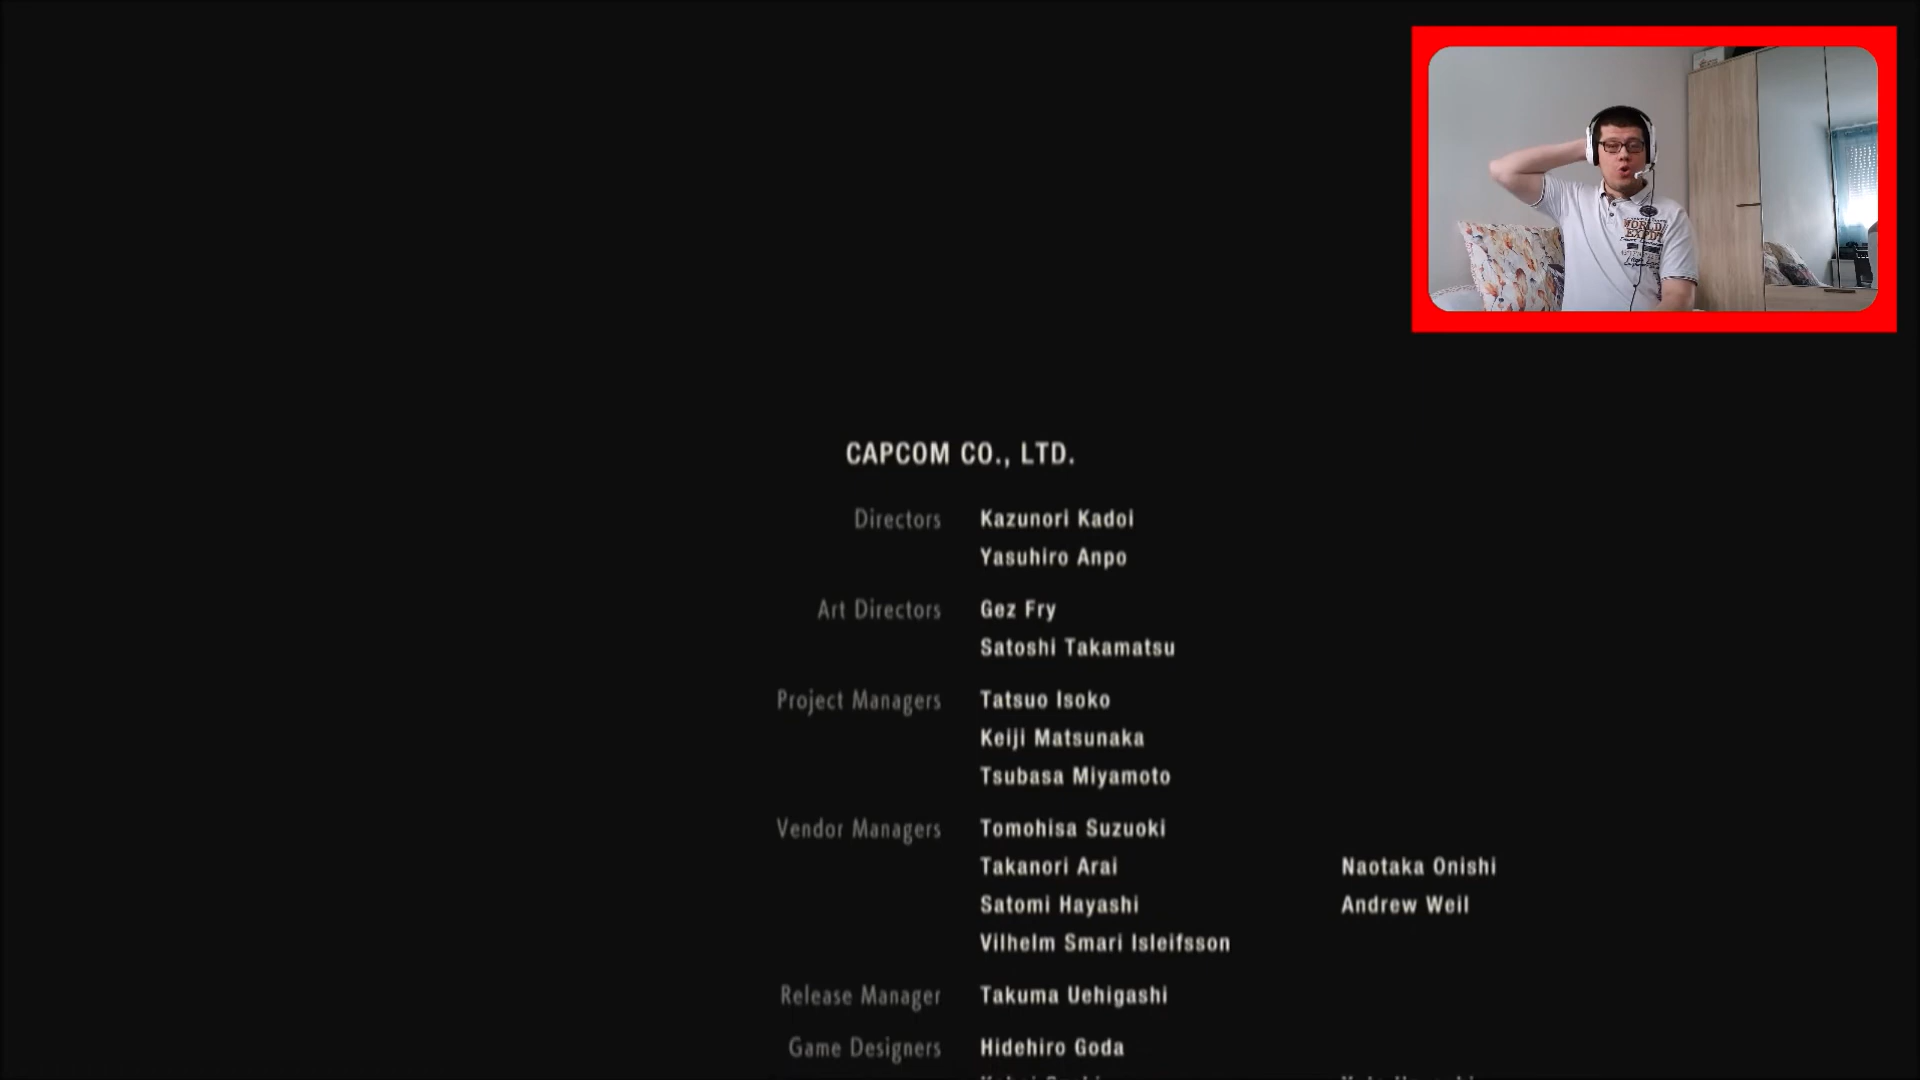 WORLD
CAPCOM CO., LTD.
Directors Kazunori Kadoi
Yasuhiro Anpo
Art Directors Gez Fry
Satoshi Takamatsu
Project Managers Tatsuo Isoko
Keiji Matsunaka
Tsubasa Miyamoto
Vendor Managers Tomohisa Suzuoki
Takanori Arai Naotaka Onishi
Satomi Hayashi Andrew Weil
Vilhelm Smari Isleifsson
Release Manager Takuma Uehigashi
Game Designers Hidehiro Goda